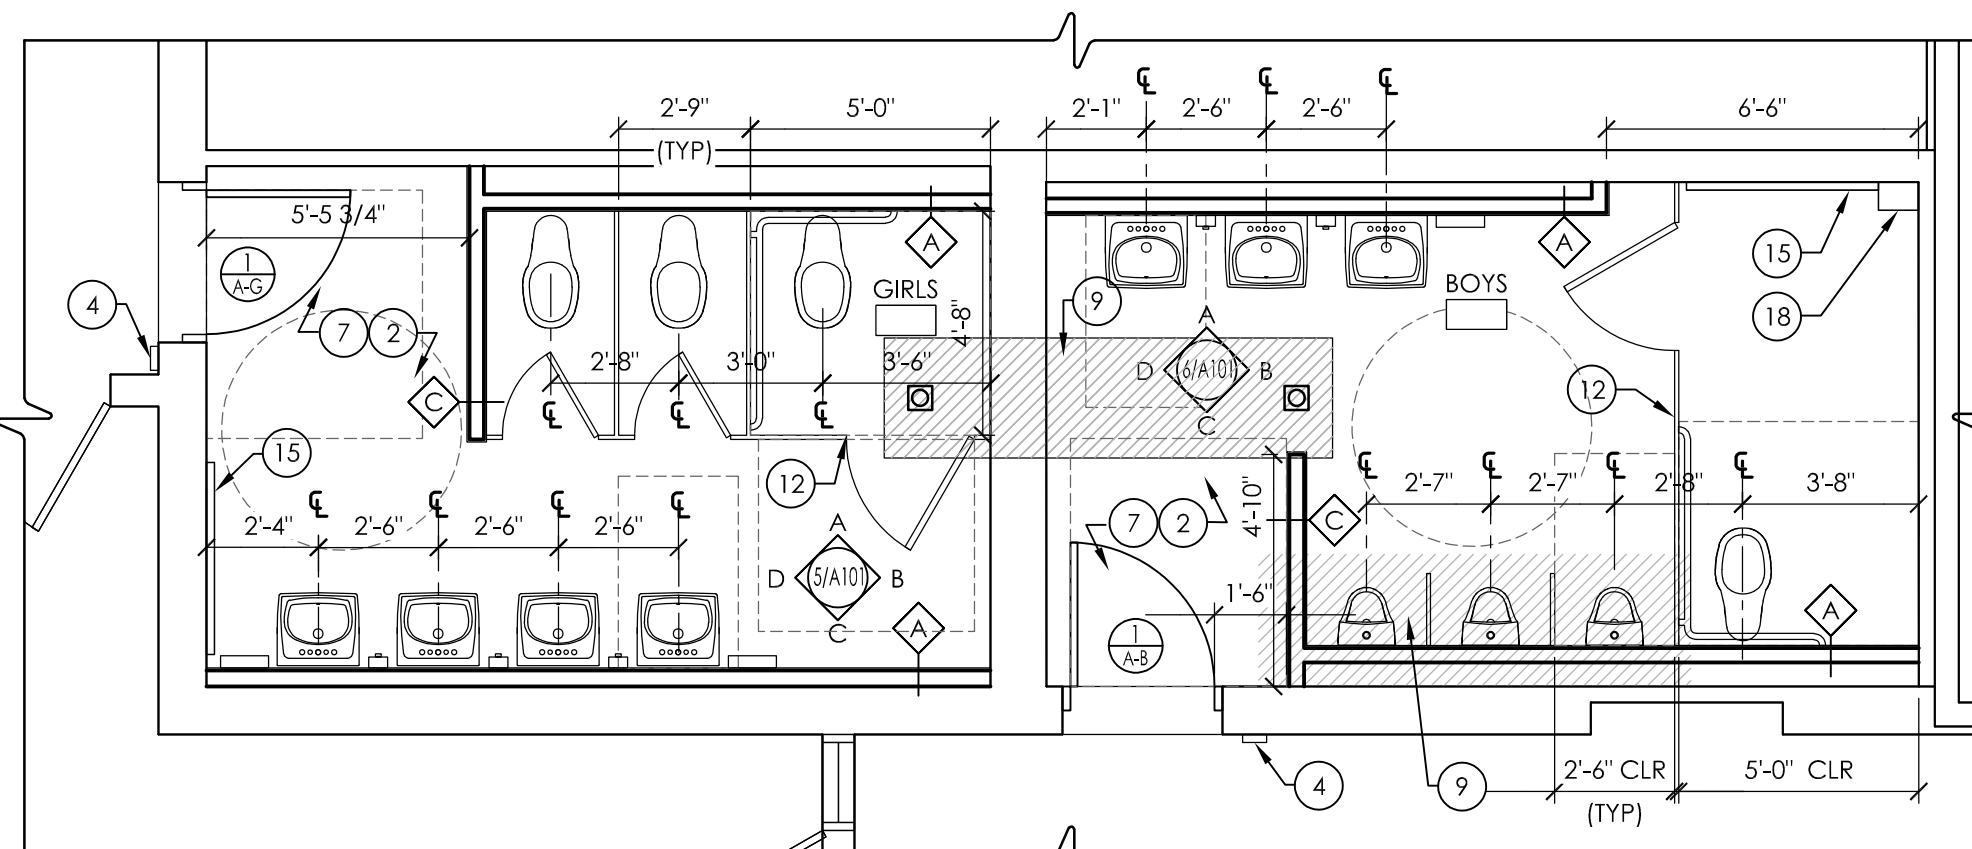 ℄ ℄ ℄
2'-9" 5'-0" 2'-1" 2'-6" 2'-6" 6'-6"
(TYP)
5'-5 3/4"
A A
1
A-G
15
GIRLS 9 BOYS
4 4'-8" 18
7 2 A
2'-8" 3'-0" 3'-6" D 6/A101 B
C 12
℄ ℄ ℄ C
15 ℄ ℄ ℄ ℄
12 2'-7" 2'-7" 2'-8" 3'-8"
℄ ℄ ℄ ℄ 4'-10"
2'-4" 2'-6" 2'-6" 2'-6" A 7 2 C
D 5/A101 B
1'-6"
C A A
1
A-B
2'-6" CLR 5'-0" CLR
4 9
(TYP)